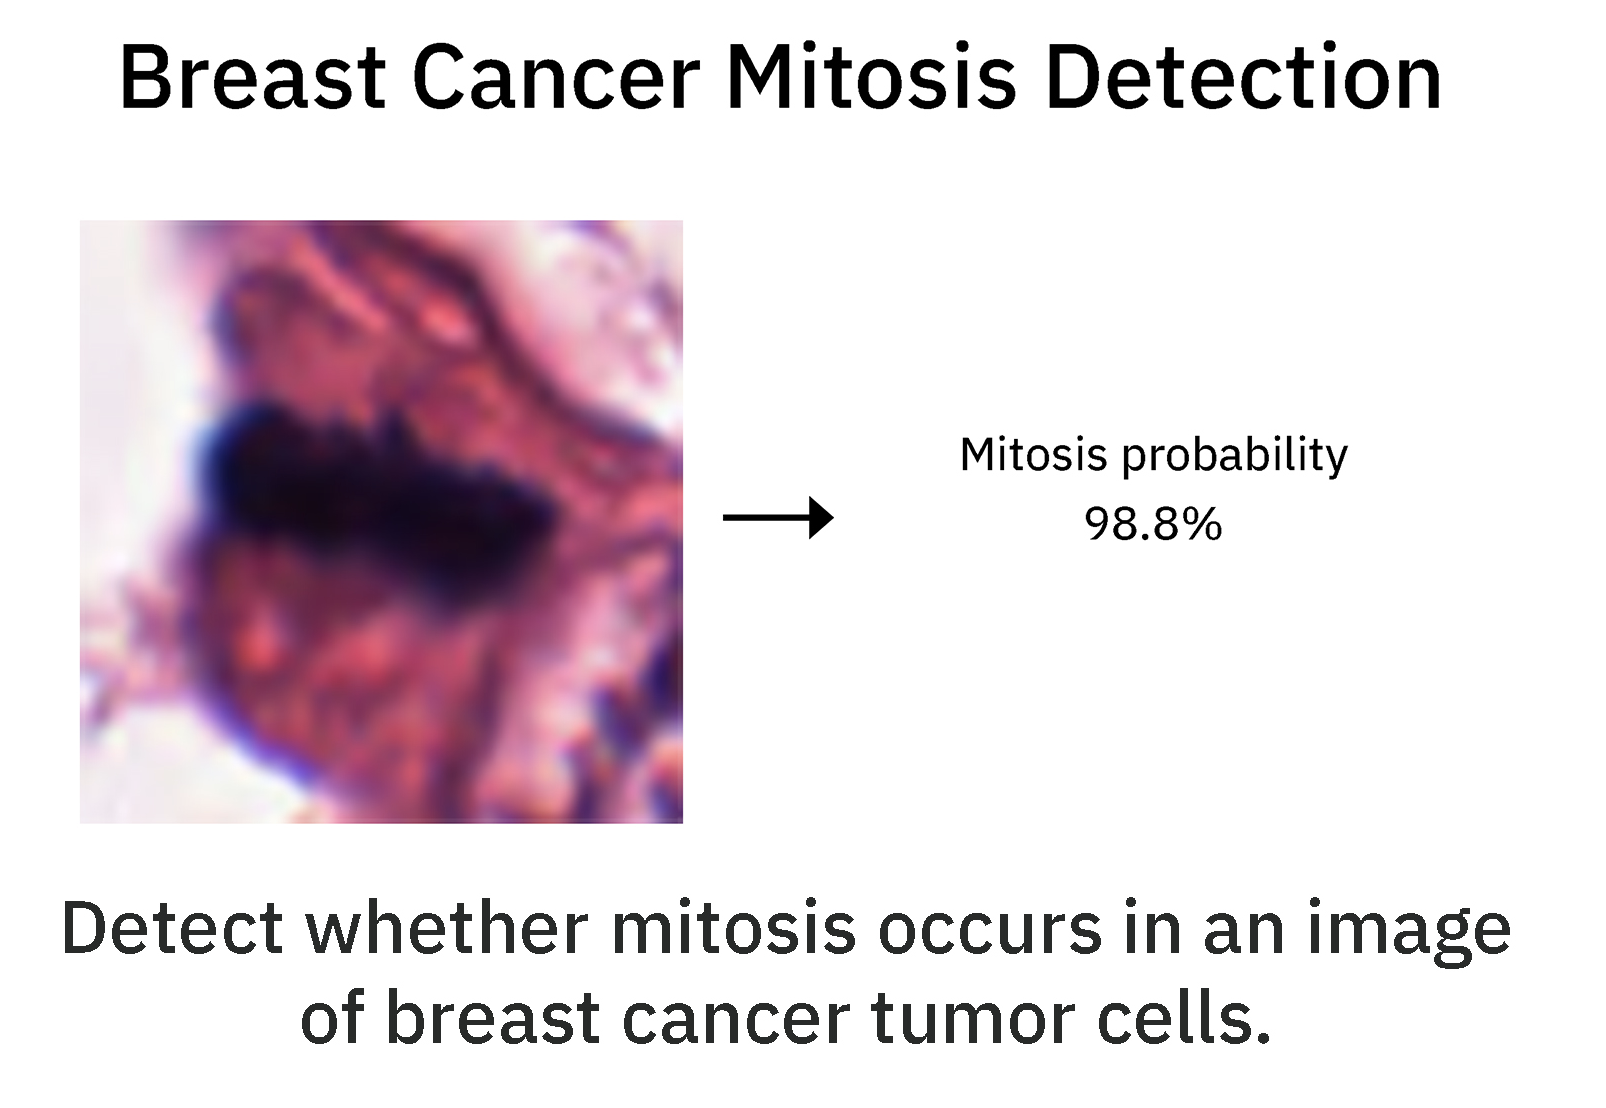 Breast Cancer Mitosis Detection
Mitosis probability
98.8%
Detect whether mitosis occurs in an image
of breast cancer tumor cells.